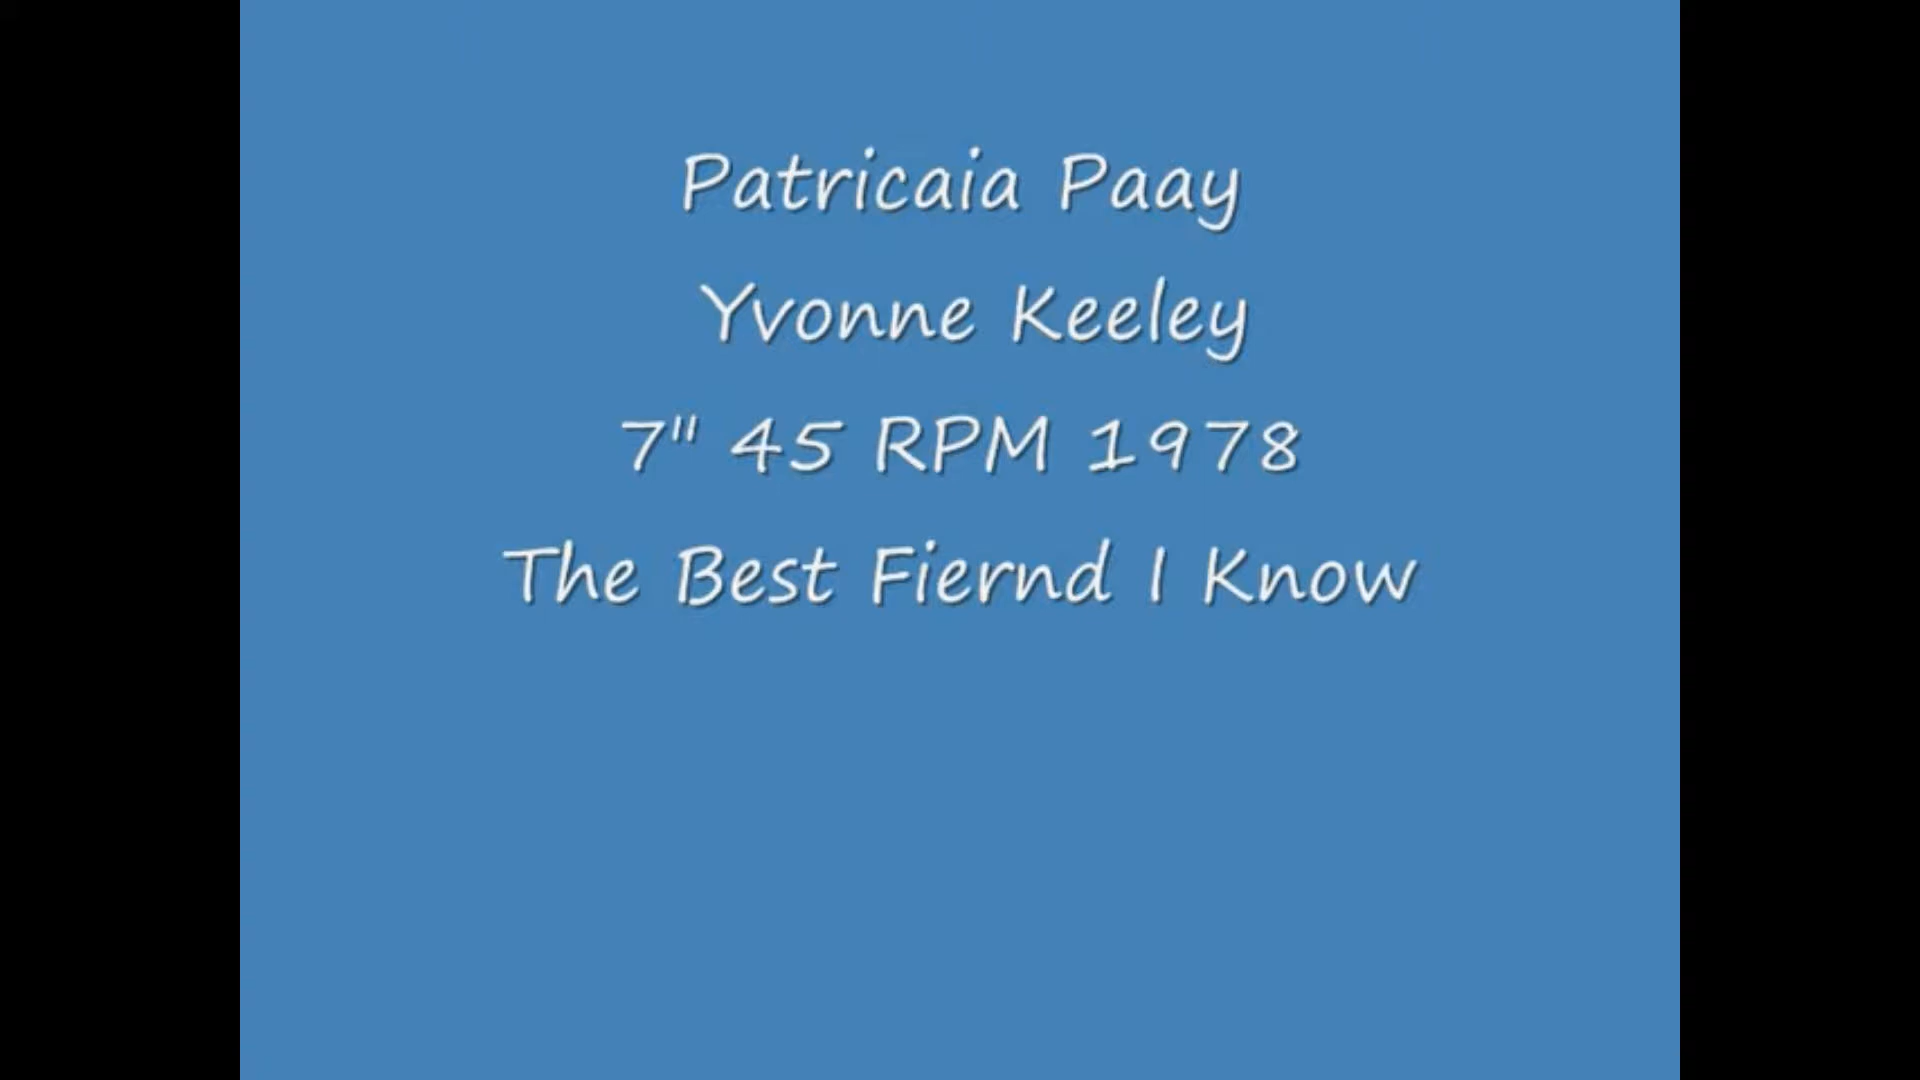 Patricaia Paay
Yvonne Keeley
7" 45 RPM 1978
The Best Fiernd I Know